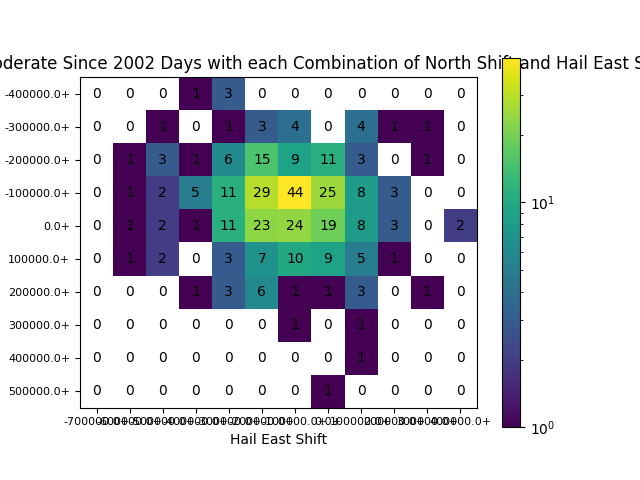 oderate Since 2002 Days with each Combination of North Shift and Hail East S
-400000.0+ 0 0 0 1 3 0 0 0 0 0 0 0
-300000.0+ 0 0 1 0 1 3 4 0 4 1 1 0
-200000.0+ 0 1 3 1 6 15 9 11 3 0 1 0
-100000.0+ 0 1 2 5 11 29 44 25 8 3 0 0
10¹
0.0+ 0 1 2 1 11 23 24 19 8 3 0 2
100000.0+ 0 1 2 0 3 7 10 9 5 1 0 0
200000.0+ 0 0 0 1 3 6 1 1 3 0 1 0
300000.0+ 0 0 0 0 0 0 1 0 1 0 0 0
400000.0+ 0 0 0 0 0 0 0 0 1 0 0 0
500000.0+ 0 0 0 0 0 0 0 1 0 0 0 0
10⁰
Hail East Shift